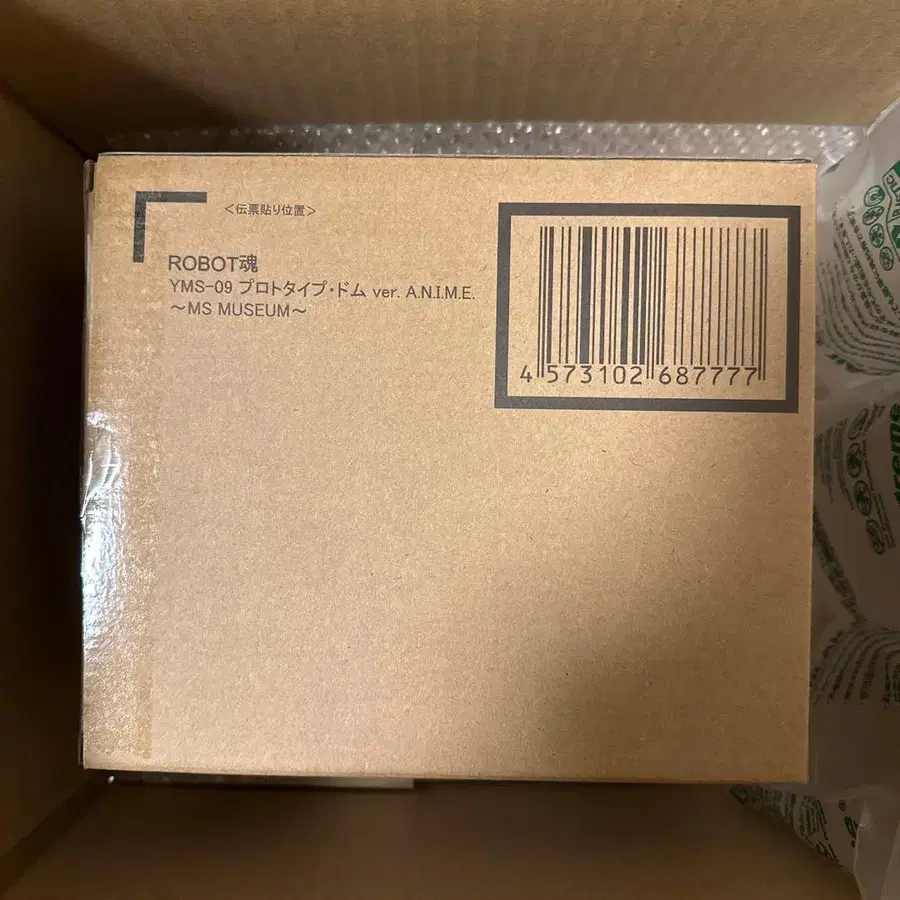 ＜伝票貼り位置＞
ROBOT魂
YMS-09 プロトタイプ・ドム ver. A.N.I.M.E.
～MS MUSEUM～
4 573102 687777